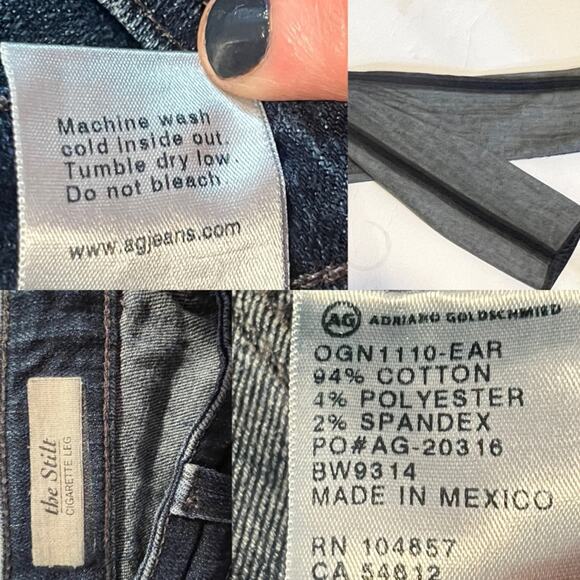 Machine wash
cold inside out.
Tumble dry low.
Do not bleach.
www.agjeans.com
the Stilt
CIGARETTE LEG
AG ADRIANO GOLDSCHMIED
OGN1110-EAR
94% COTTON
4% POLYESTER
2% SPANDEX
PO#AG-20316
BW9314
MADE IN MEXICO
RN 104857
CA 54812